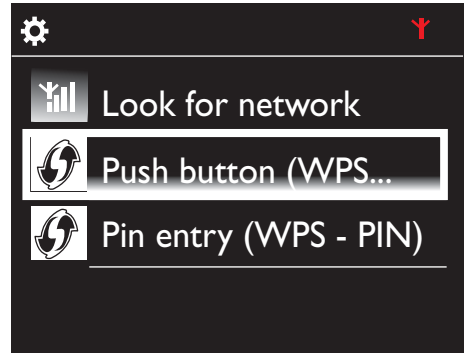 Look for network
Push button (WPS...
Pin entry (WPS - PIN)